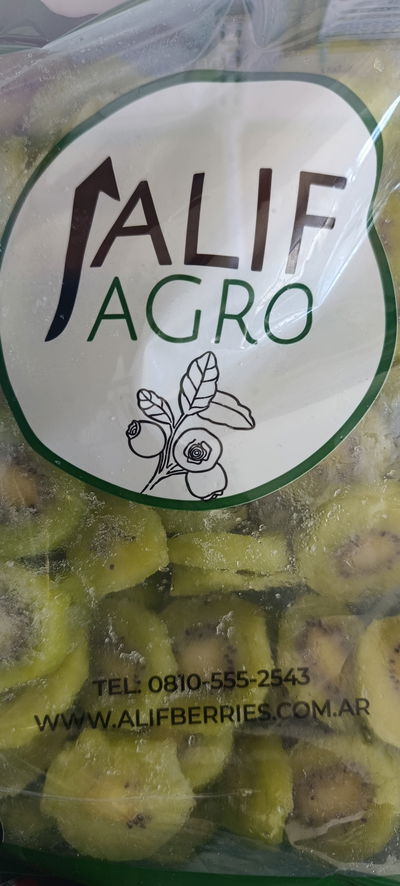 ALIF
AGRO
TEL: 0810-555-2543
WWW.ALIFBERRIES.COM.AR